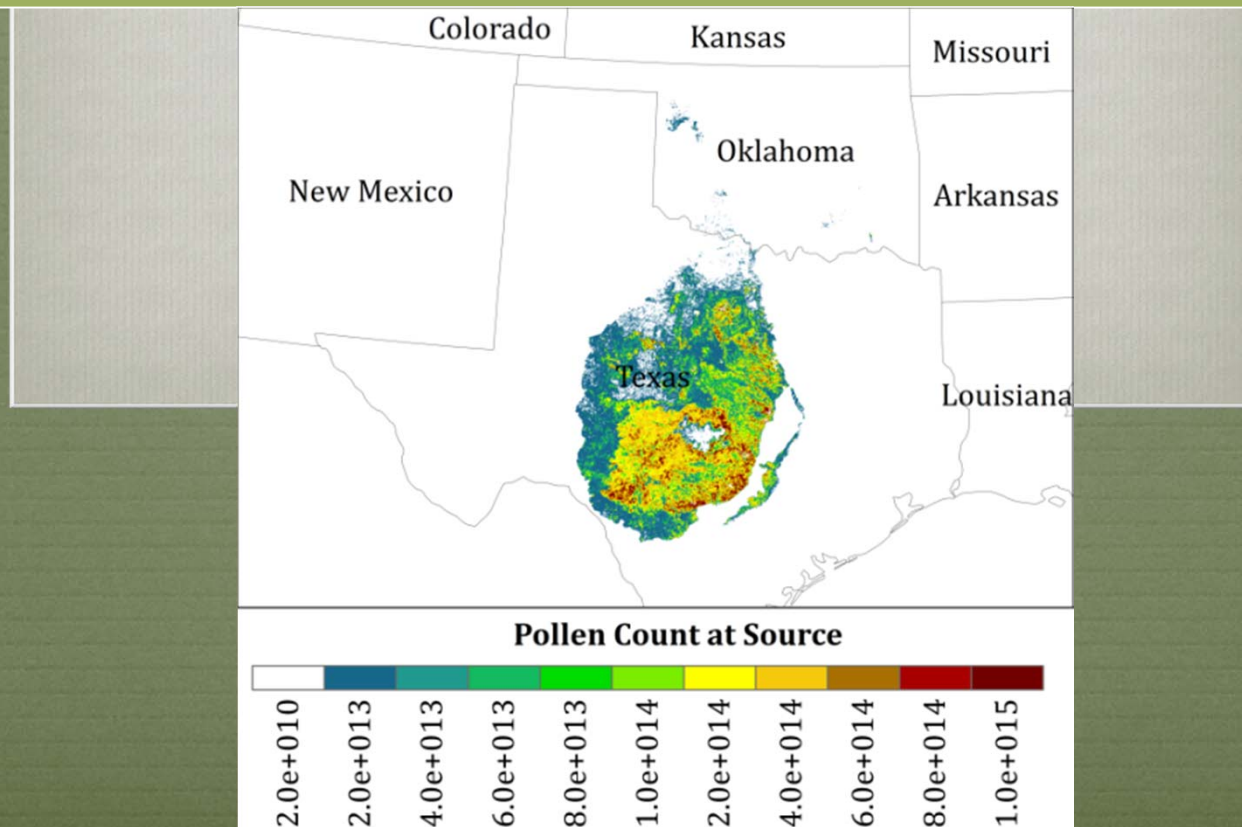 Colorado
Kansas
Missouri
Oklahoma
New Mexico
Arkansas
Texas
Louisiana
Pollen Count at Source
2.0e+010
2.0e+013
4.0e+013
6.0e+013
8.0e+013
1.0e+014
2.0e+014
4.0e+014
6.0e+014
8.0e+014
1.0e+015